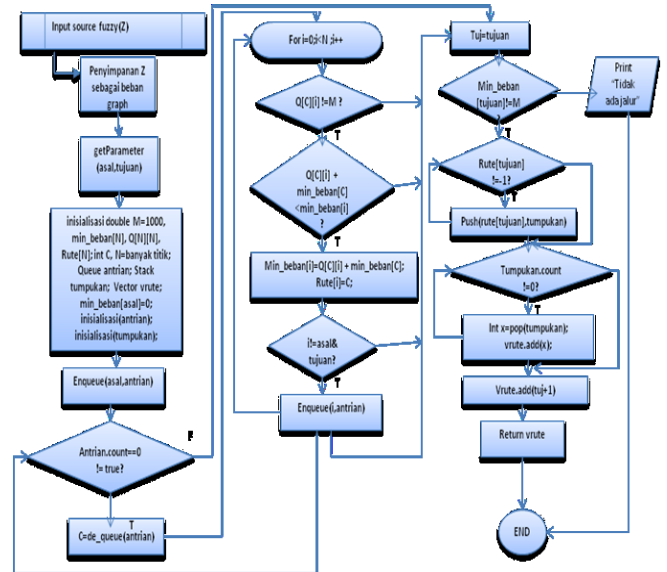 Input source fuzzy(Z)
Penyimpanan Z
sebagai beban
graph
getParameter
(asal,tujuan)
inisialisasi double M=1000,
min_beban[N], Q[N][N],
Rute[N]; int C, N=banyak titik;
Queue antrian; Stack
tumpukan; Vector vrute;
min_beban[asal]=0;
inisialisasi(antrian);
inisialisasi(tumpukan);
Enqueue(asal,antrian)
Antrian.count==0
!= true?
F
T
C=de_queue(antrian)
For i=0;i<N ;i++
Q[C][i] !=M ?
T
Q[C][i] +
min_beban[C]
<min_beban[i]
?
T
Min_beban[i]=Q[C][i] + min_beban[C];
Rute[i]=C;
i!=asal&
tujuan?
T
Enqueue(i,antrian)
Tuj=tujuan
Min_beban
[tujuan]!=M
T
Print
"Tidak
ada jalur"
Rute[tujuan]
!=-1?
T
Push(rute[tujuan],tumpukan)
Tumpukan.count
!=0?
T
Int x=pop(tumpukan);
vrute.add(x);
Vrute.add(tuj+1)
Return vrute
END